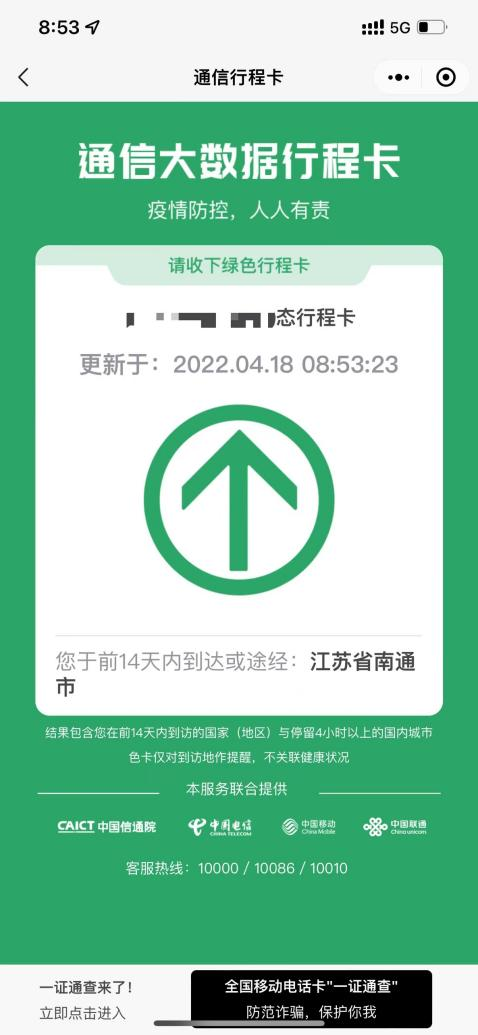 8:53
5G
通信行程卡
通信大数据行程卡
疫情防控，人人有责
请收下绿色行程卡
态行程卡
更新于：2022.04.18 08:53:23
您于前14天内到达或途经：江苏省南通
市
结果包含您在前14天内到访的国家（地区）与停留4小时以上的国内城市
色卡仅对到访地作提醒，不关联健康状况
本服务联合提供
CAICT 中国信通院 中国电信 CHINA TELECOM 中国移动 China Mobile 中国联通 China unicom
客服热线：10000 / 10086 / 10010
一证通查来了！
立即点击进入
全国移动电话卡"一证通查"
防范诈骗，保护你我